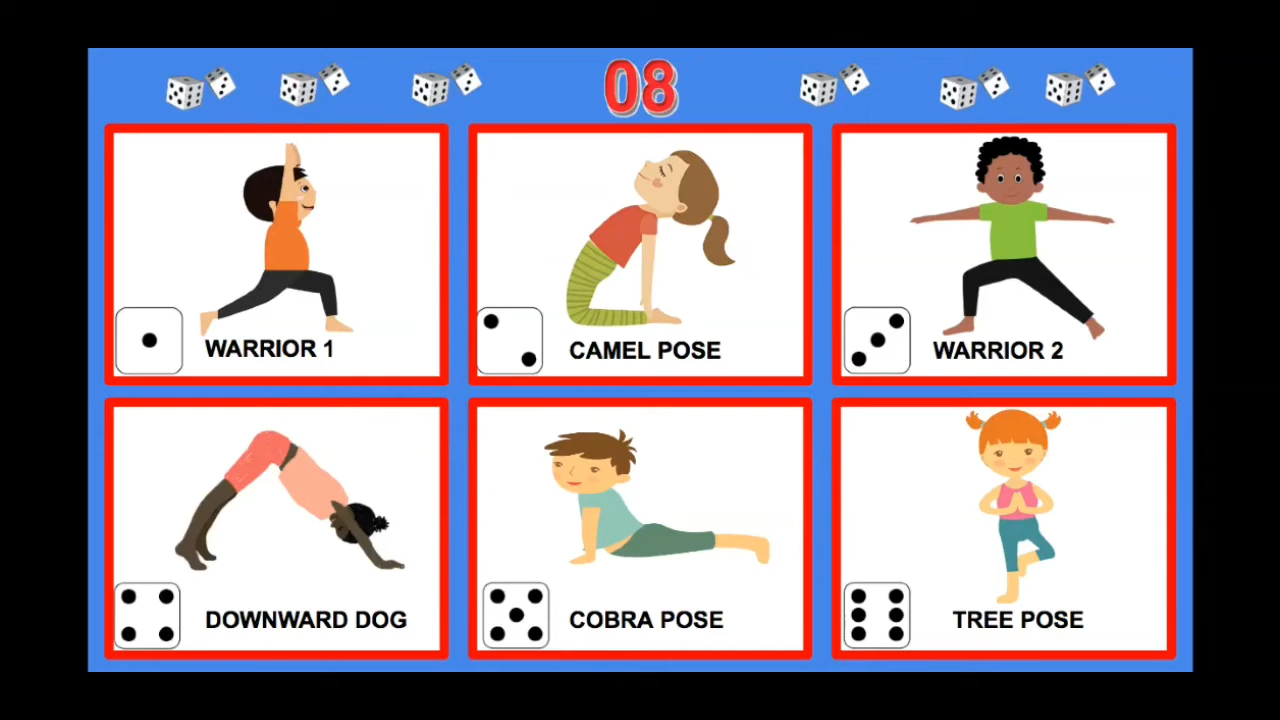 08
WARRIOR 1
CAMEL POSE
WARRIOR 2
DOWNWARD DOG
COBRA POSE
TREE POSE